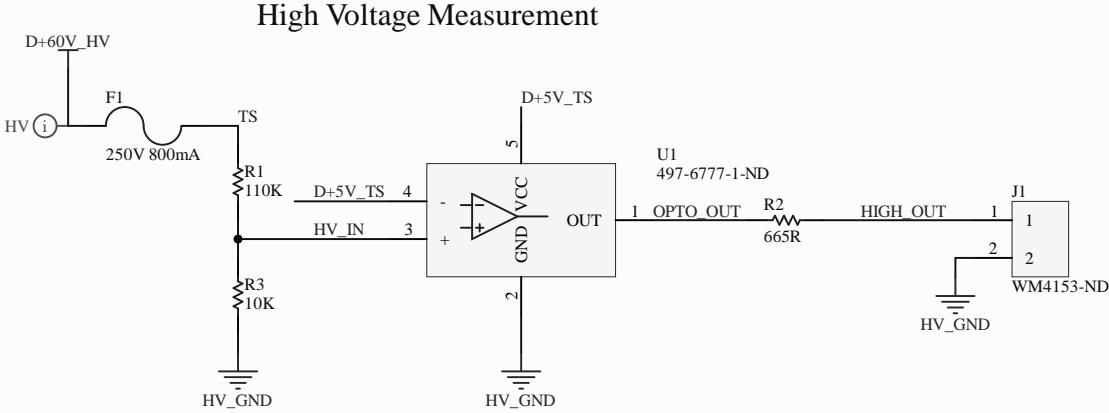 High Voltage Measurement
D+60V_HV
F1
HV i
TS
250V 800mA
R1
110K
D+5V_TS
5
U1
497-6777-1-ND
D+5V_TS 4 -
VCC
HV_IN 3 +
GND
OUT
1 OPTO_OUT
R2
665R
HIGH_OUT
J1
1 1
2 2
WM4153-ND
HV_GND
R3
10K
2
HV_GND
HV_GND